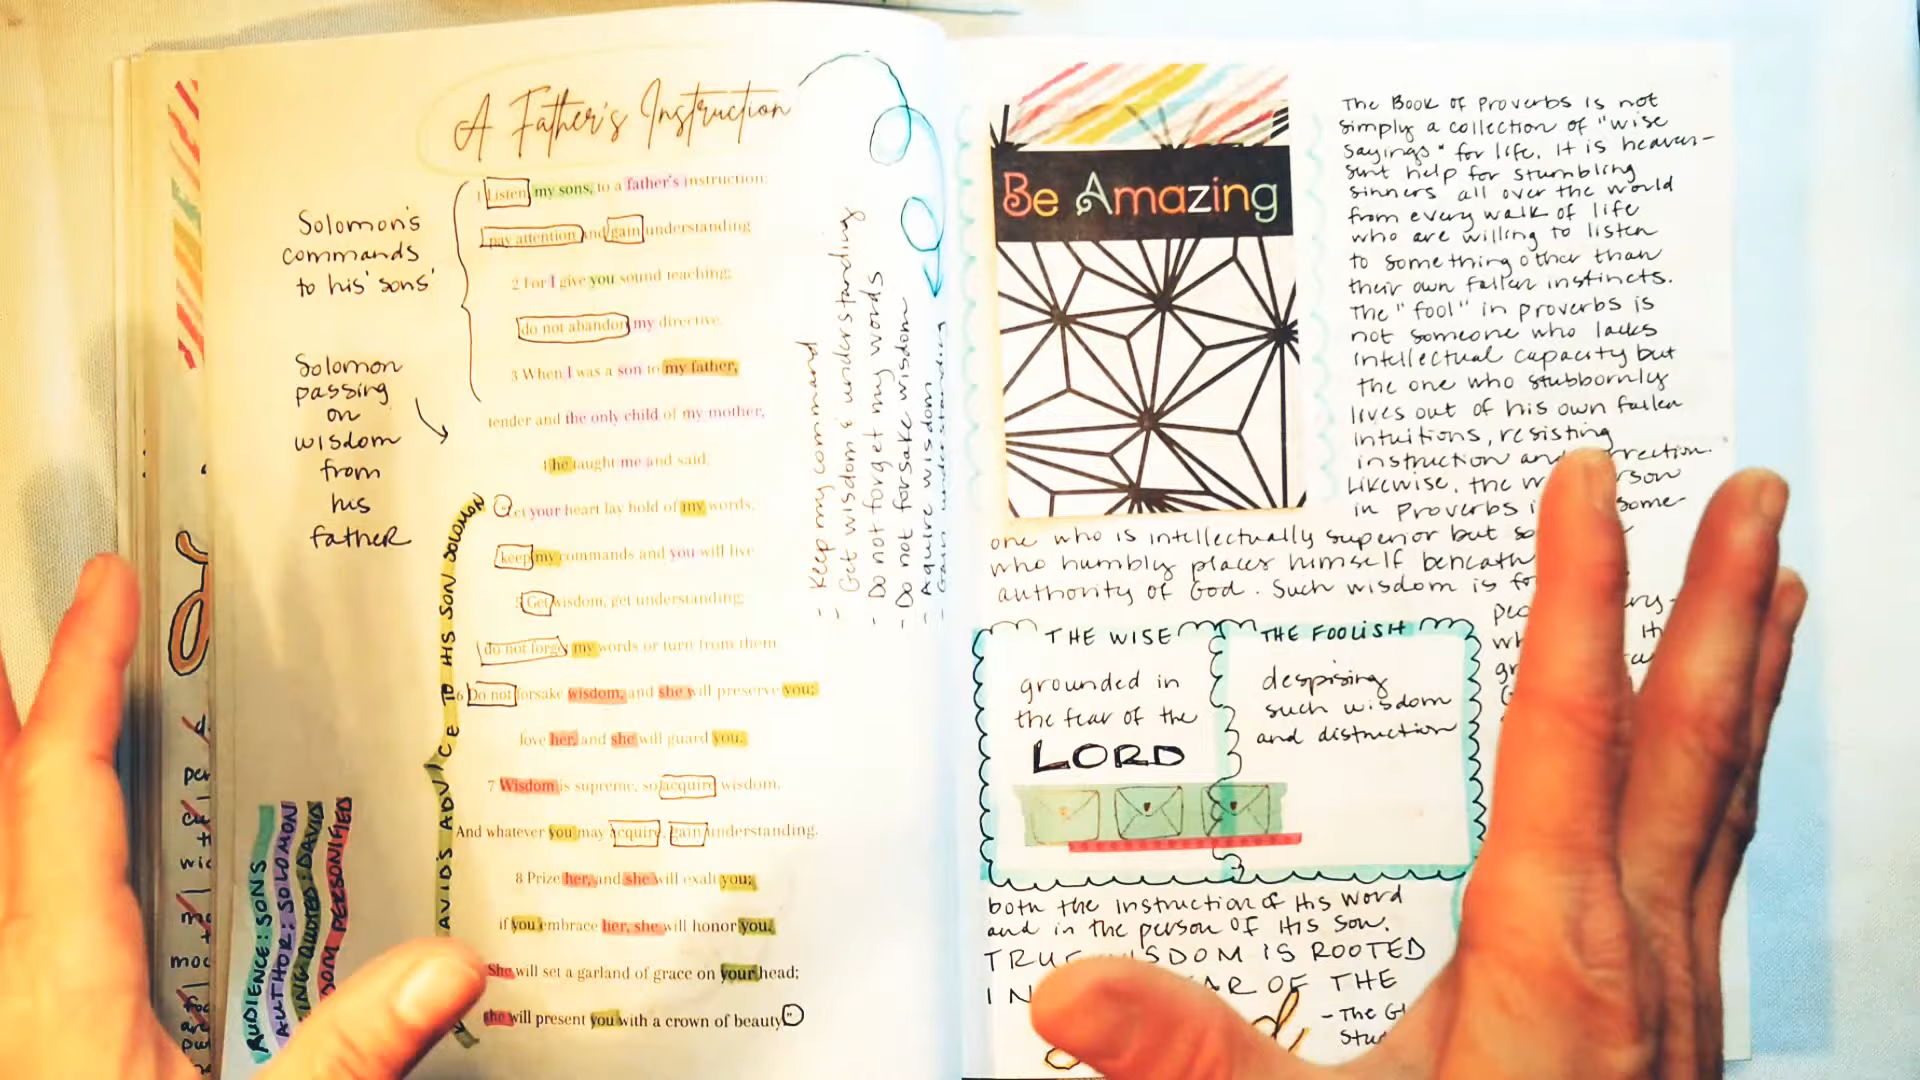 A Father's Instruction
1 Listen, my sons, to a father's instruction;
pay attention and gain understanding
2 For I give you sound teaching;
do not abandon my directive.
3 When I was a son to my father,
tender and the only child of my mother,
4 he taught me and said,
"Let your heart lay hold of my words;
keep my commands and you will live
5 Get wisdom, get understanding;
do not forget my words or turn from them
6 Do not forsake wisdom, and she will preserve you;
love her, and she will guard you.
7 Wisdom is supreme, so acquire wisdom.
And whatever you may acquire, gain understanding.
8 Prize her, and she will exalt you;
if you embrace her, she will honor you.
She will set a garland of grace on your head;
she will present you with a crown of beauty"
Solomon's
commands
to his 'sons'
Solomon
passing
on
wisdom
from
his
father
DAVID'S ADVICE TO HIS SON SOLOMON
AUDIENCE: SONS
AUTHOR: SOLOMON
QUOTED: DAVID
PERSONIFIED
- Keep my command
- Get wisdom & understanding
- Do not forget my words
- Do not forsake wisdom
- Aquire wisdom
- Gain understanding
Be Amazing
The Book of Proverbs is not
simply a collection of "wise
sayings" for life. It is heaven-
sent help for stumbling
sinners all over the world
from every walk of life
who are willing to listen
to something other than
their own fallen instincts.
The "fool" in proverbs is
not someone who lacks
intellectual capacity but
the one who stubbornly
lives out of his own fallen
intuitions, resisting
instruction and
Likewise, the
in Proverbs some-
one who is intellectually superior but
who humbly places himself beneath
authority of God. Such wisdom is
THE WISE
grounded in
the fear of the
LORD
THE FOOLISH
despising
such wisdom
and distruction
both the instruction of His Word
and in the person of His Son.
TRUE WISDOM IS ROOTED
IN OF THE
- The